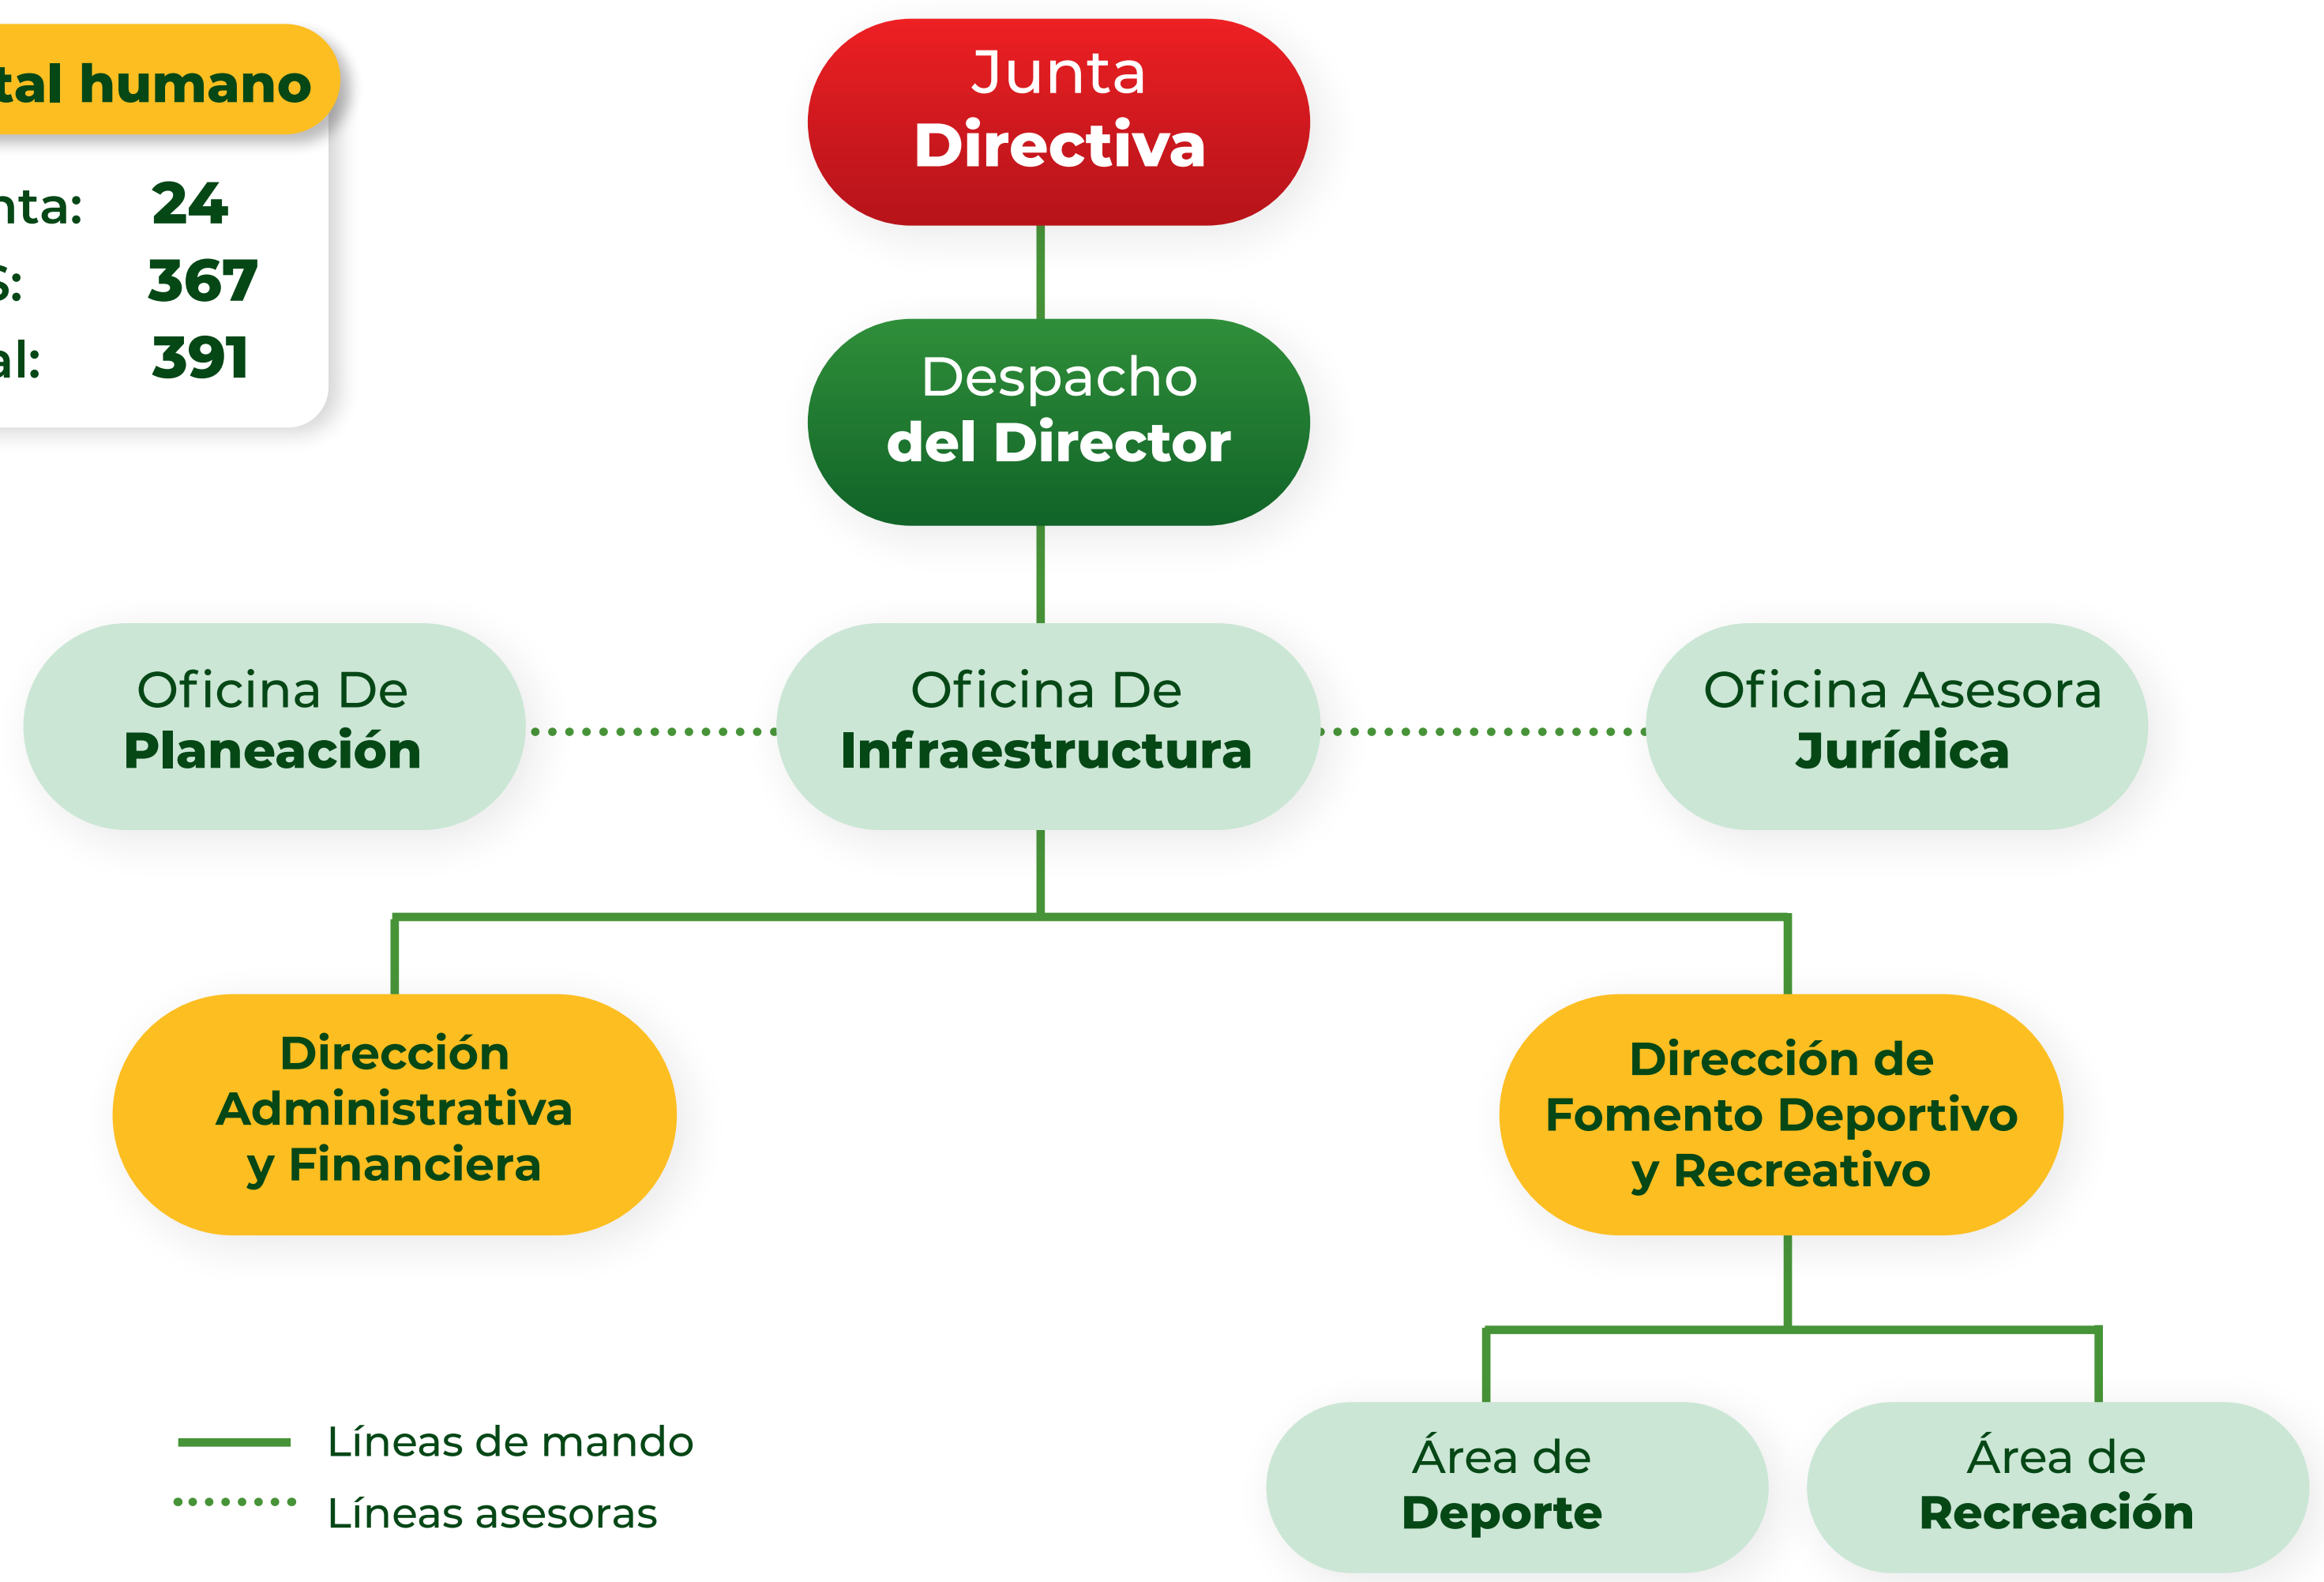 tal humano
nta: 24
s: 367
al: 391
Junta
Directiva
Despacho
del Director
Oficina De
Planeación
Oficina De
Infraestructura
Oficina Asesora
Jurídica
Dirección
Administrativa
y Financiera
Dirección de
Fomento Deportivo
y Recreativo
Área de
Deporte
Área de
Recreación
Líneas de mando
Líneas asesoras